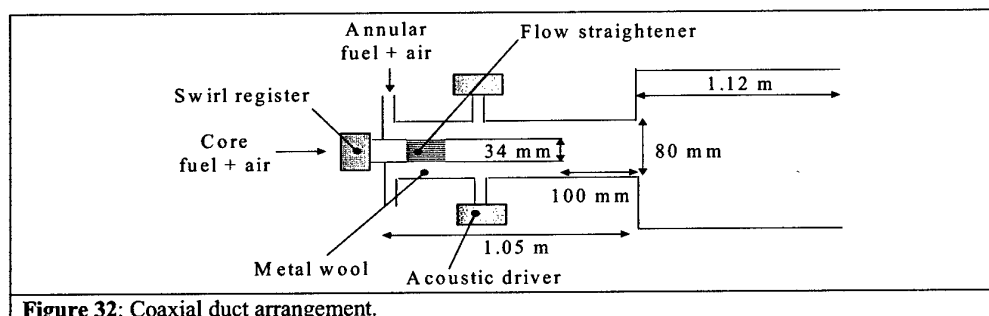 Annular
fuel + air
Flow straightener
Swirl register
1.12 m
Core
fuel + air
34 mm
80 mm
100 mm
1.05 m
Metal wool
Acoustic driver
Figure 32: Coaxial duct arrangement.